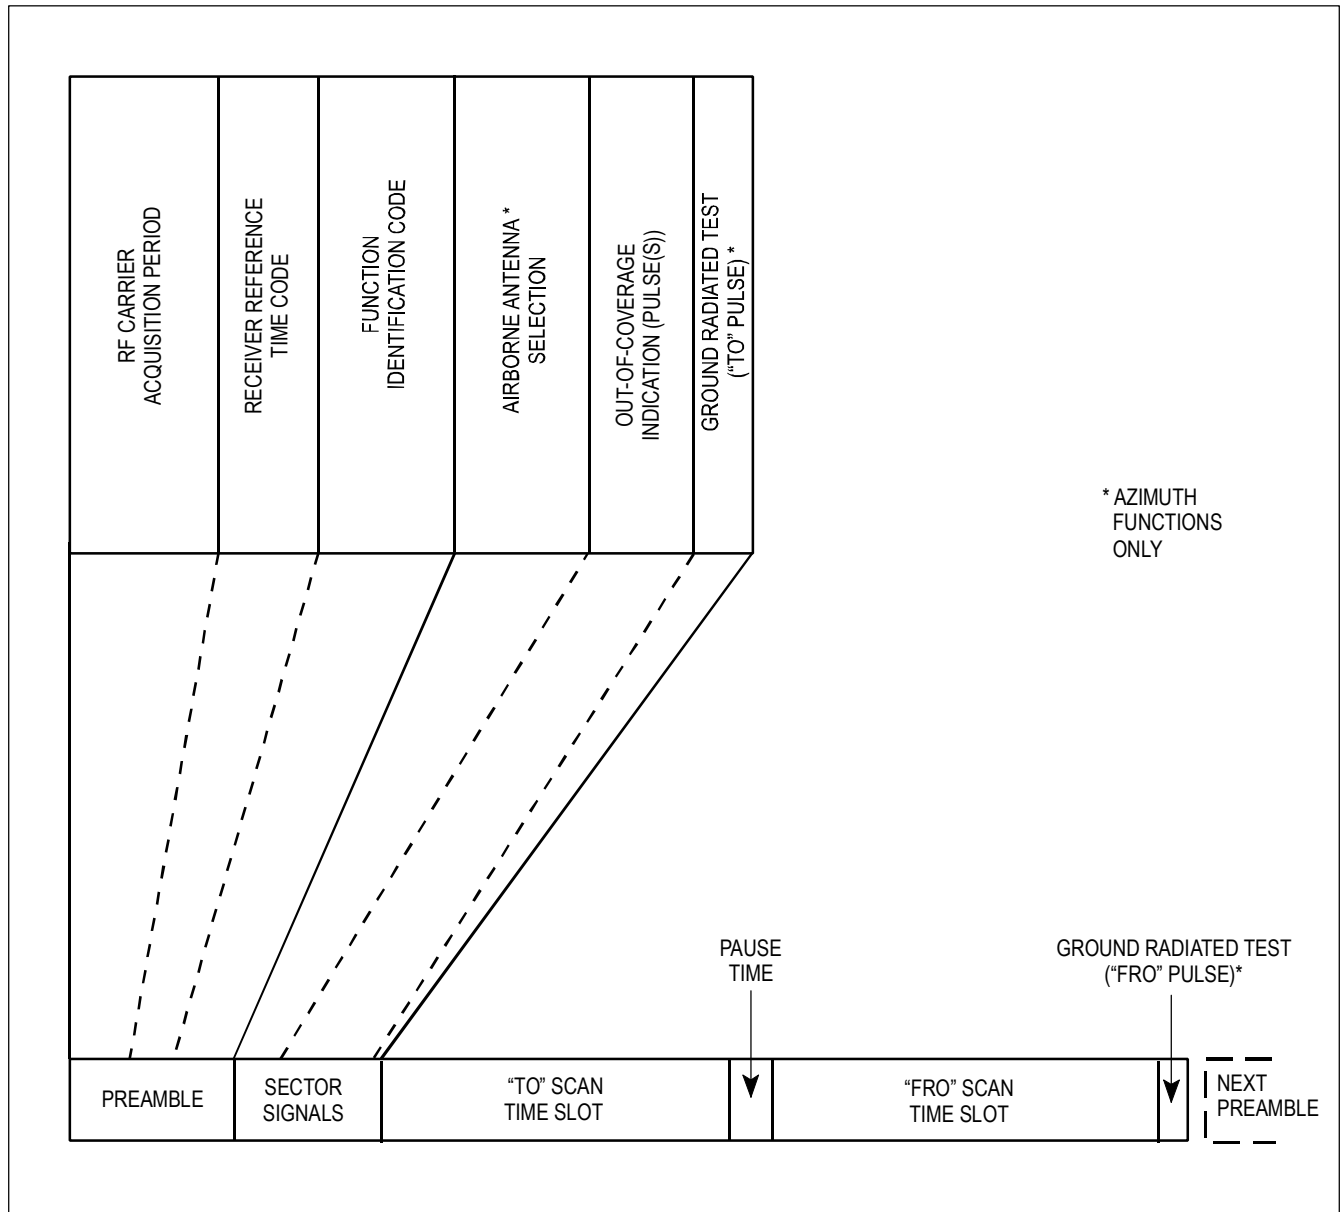 RF CARRIER
ACQUISITION PERIOD
RECEIVER REFERENCE
TIME CODE
FUNCTION
IDENTIFICATION CODE
AIRBORNE ANTENNA *
SELECTION
OUT-OF-COVERAGE
INDICATION (PULSE(S))
GROUND RADIATED TEST
(“TO” PULSE) *
* AZIMUTH
FUNCTIONS
ONLY
PAUSE
TIME
GROUND RADIATED TEST
(“FRO” PULSE)*
PREAMBLE
SECTOR
SIGNALS
“TO” SCAN
TIME SLOT
“FRO” SCAN
TIME SLOT
NEXT
PREAMBLE